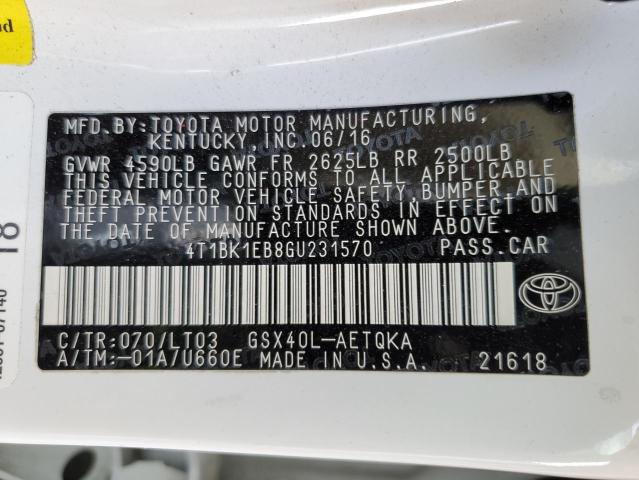 MFD.BY:TOYOTA MOTOR MANUFACTURING,
KENTUCKY, INC.06/16
GVWR 4590LB GAWR FR 2625LB RR 2500LB
THIS VEHICLE CONFORMS TO ALL APPLICABLE
FEDERAL MOTOR VEHICLE SAFETY, BUMPER, AND
THEFT PREVENTION STANDARDS IN EFFECT ON
THE DATE OF MANUFACTURE SHOWN ABOVE.
4T1BK1EB8GU231570 PASS.CAR
C/TR:070/LT03 GSX40L-AETQKA
A/TM:-01A/U660E MADE IN U.S.A. 21618
TOYOTA
18